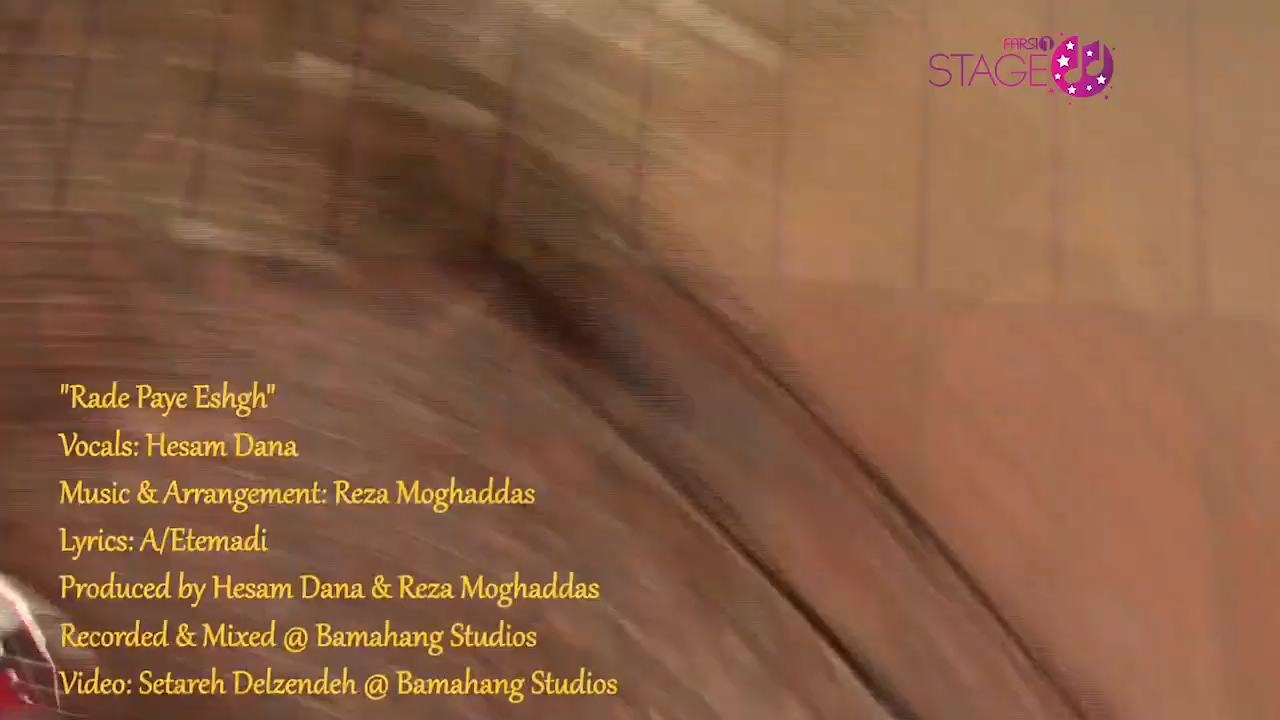 FARSI1
STAGE
"Rade Paye Eshgh"
Vocals: Hesam Dana
Music & Arrangement: Reza Moghaddas
Lyrics: A/Etemadi
Produced by Hesam Dana & Reza Moghaddas
Recorded & Mixed @ Bamahang Studios
Video: Setareh Delzendeh @ Bamahang Studios